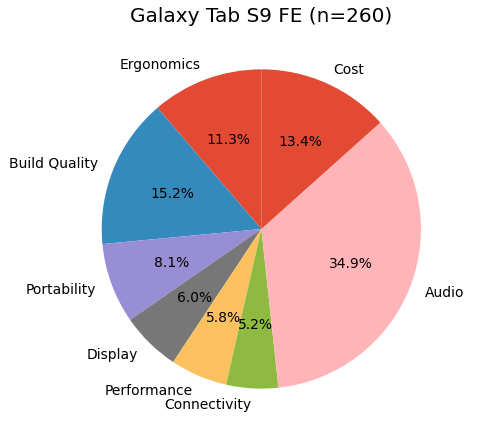 Galaxy Tab S9 FE (n=260)
Ergonomics
Cost
11.3%
13.4%
Build Quality
15.2%
34.9%
Audio
8.1%
Portability
6.0%
5.8%
5.2%
Display
Performance
Connectivity